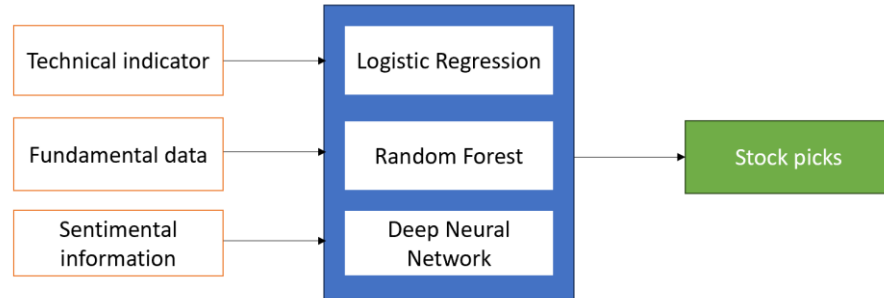 Technical indicator
Logistic Regression
Fundamental data
Random Forest
Stock picks
Sentimental
information
Deep Neural
Network